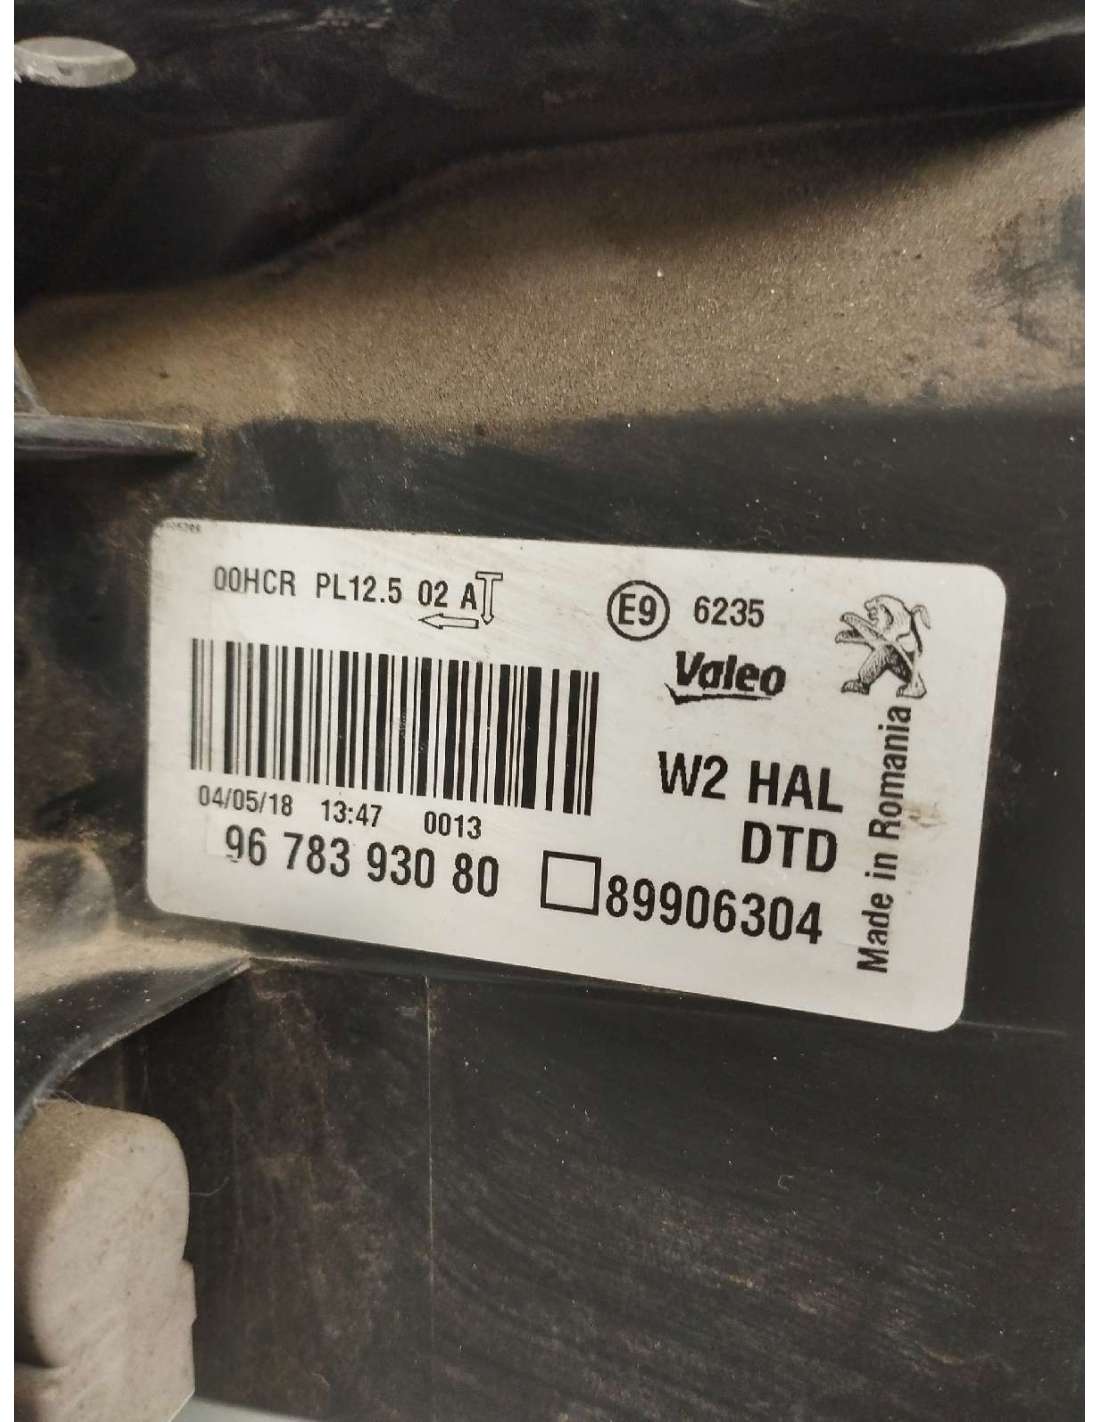 00HCR PL12.5 02 A
E9 6235
Valeo
04/05/18 13:47 0013
96 783 930 80
W2 HAL
DTD
89906304
Made in Romania